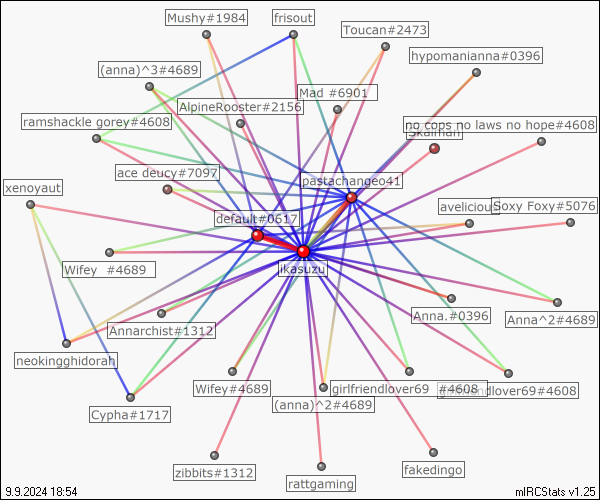 Mushy#1984
frisout
Toucan#2473
hypomanianna#0396
(anna)^3#4689
Mad #6901
AlpineRooster#2156
ramshackle gorey#4608
no cops no laws no hope#4608
ace deucy#7097
pastachangeo41
xenoyaut
default#0617
avelicious
Soxy Foxy#5076
Wifey #4689
ikasuzu
Annarchist#1312
Anna.#0396
Anna^2#4689
neokingghidorah
Wifey#4689
girlfriendlover69 #4608
girlfriendlover69#4608
(anna)^2#4689
Cypha#1717
zibbits#1312
rattgaming
fakedingo
9.9.2024 18:54
mIRCStats v1.25